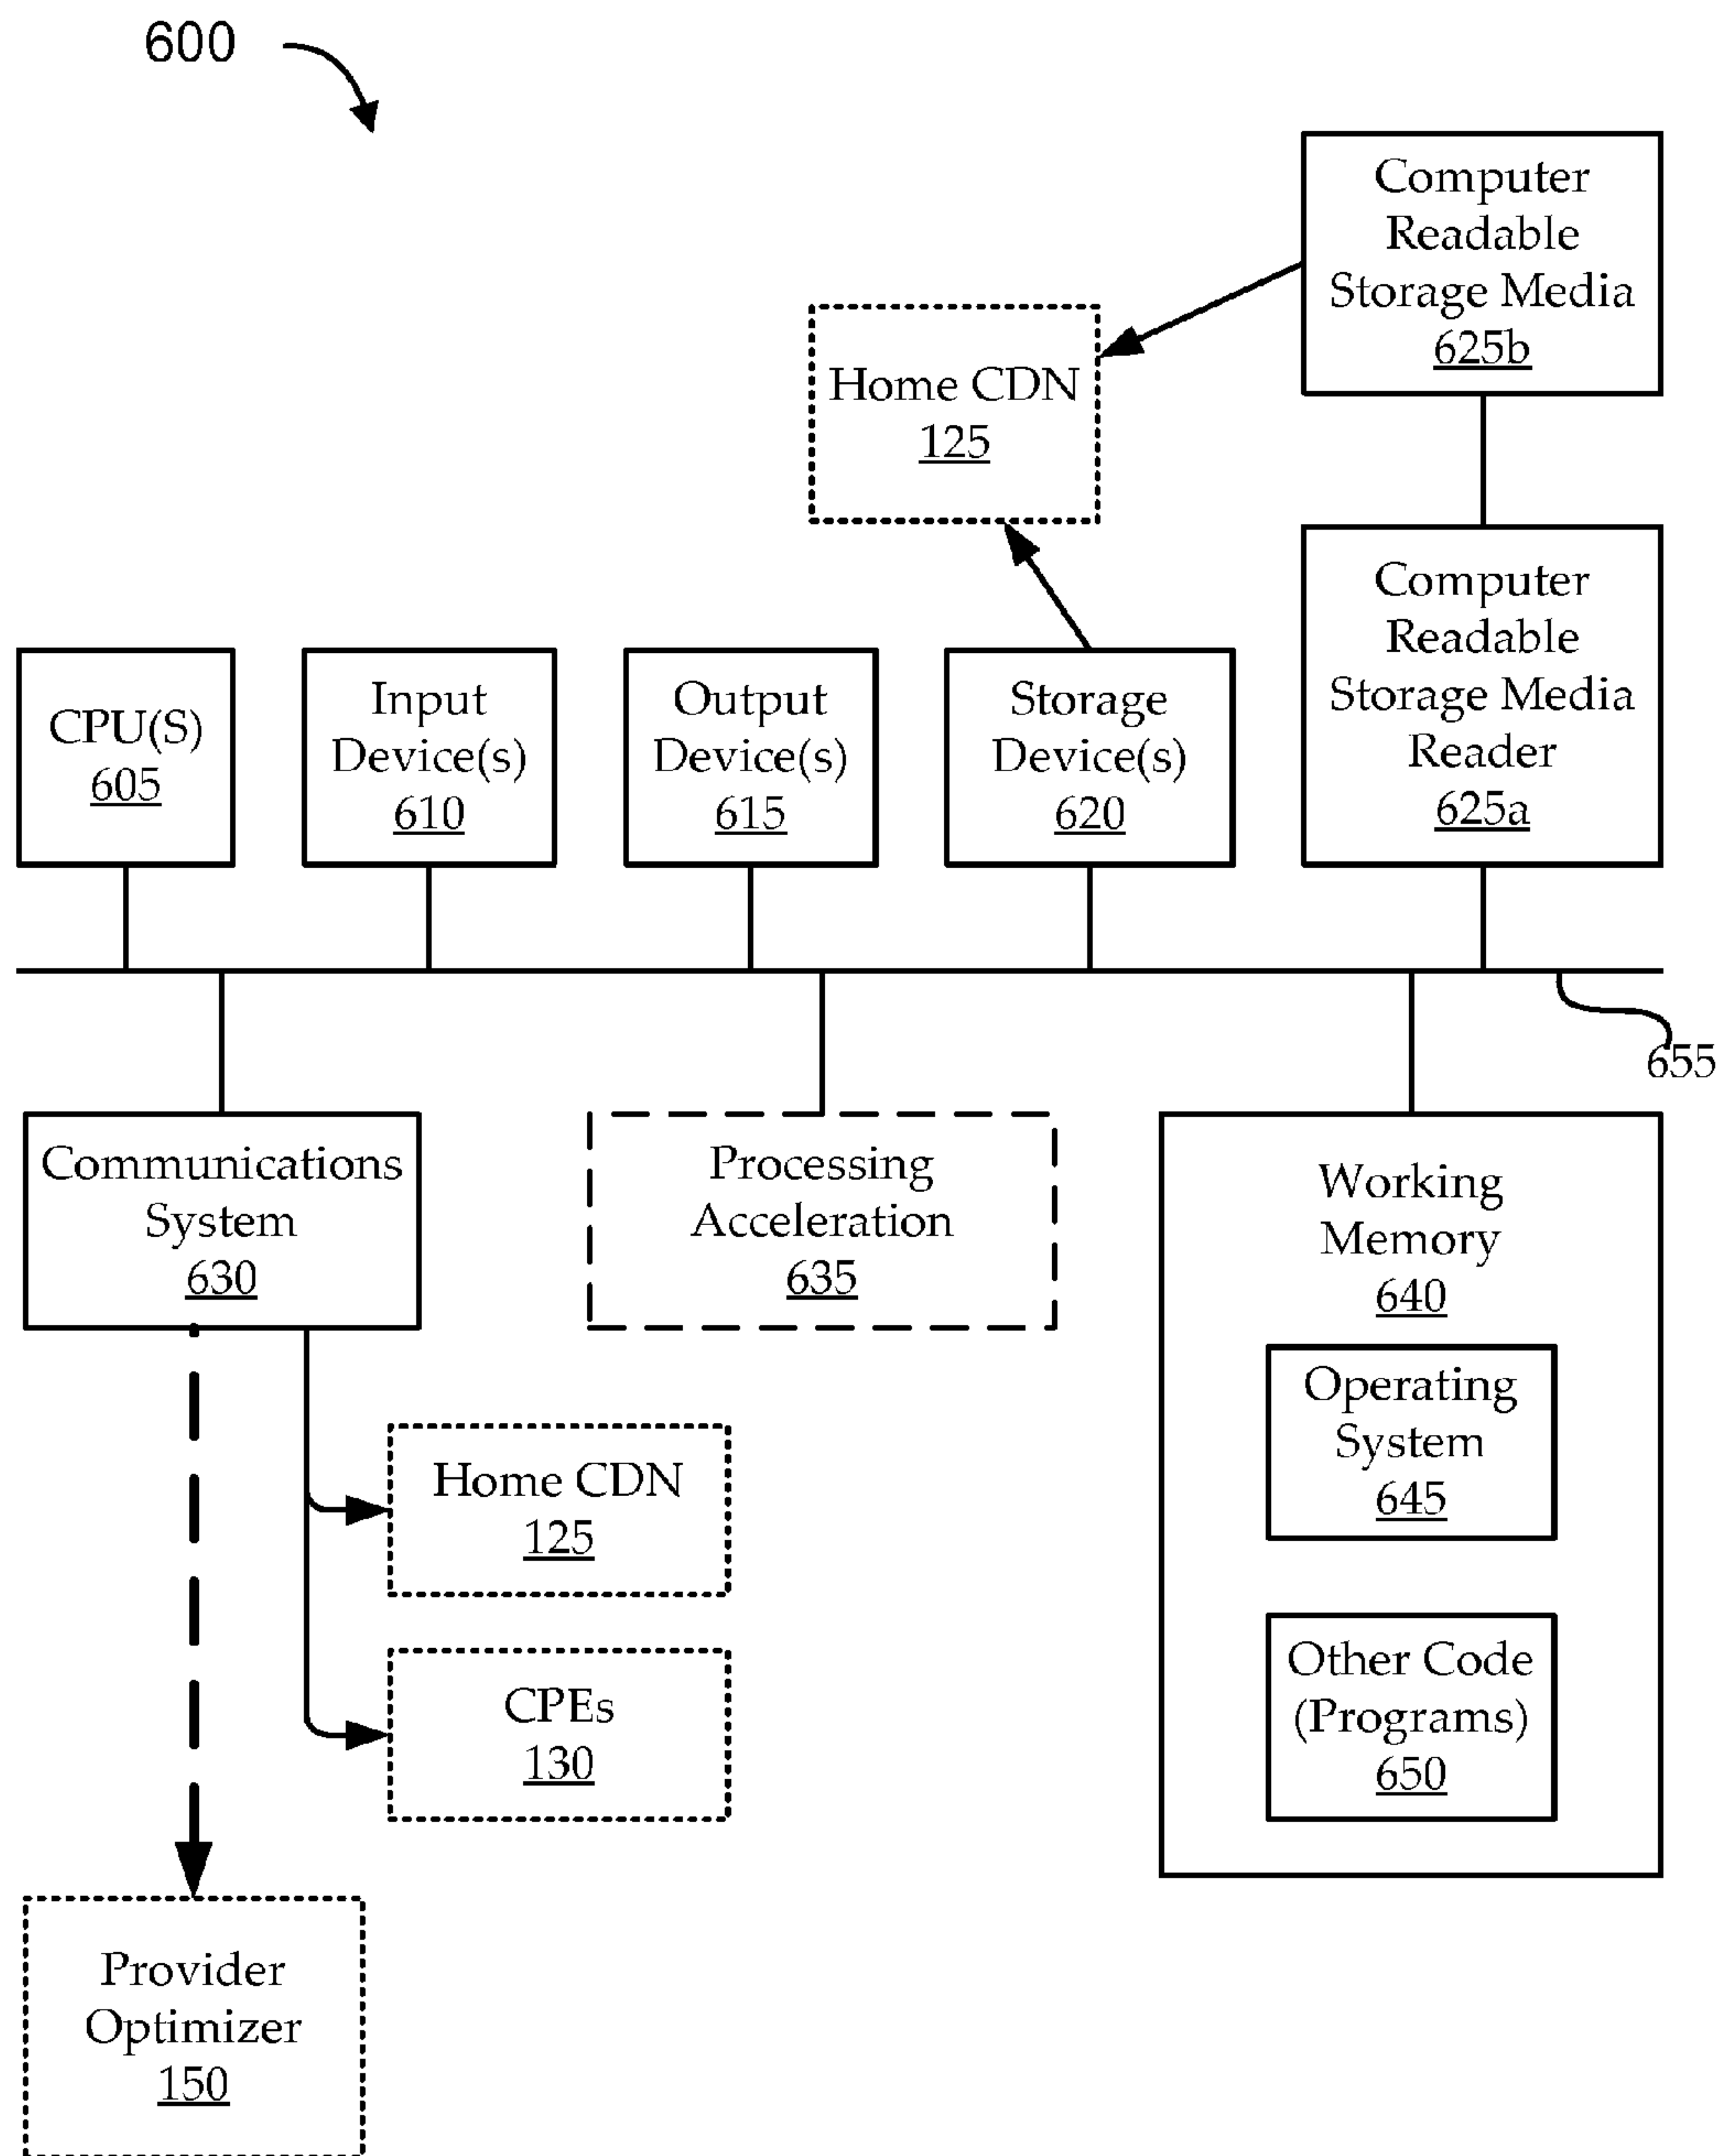 600
Computer
Readable
Storage Media
625b
Home CDN
125
Computer
Readable
Storage Media
Reader
625a
CPU(S)
605
Input
Device(s)
610
Output
Device(s)
615
Storage
Device(s)
620
655
Communications
System
630
Processing
Acceleration
635
Working
Memory
640
Operating
System
645
Other Code
(Programs)
650
Home CDN
125
CPEs
130
Provider
Optimizer
150